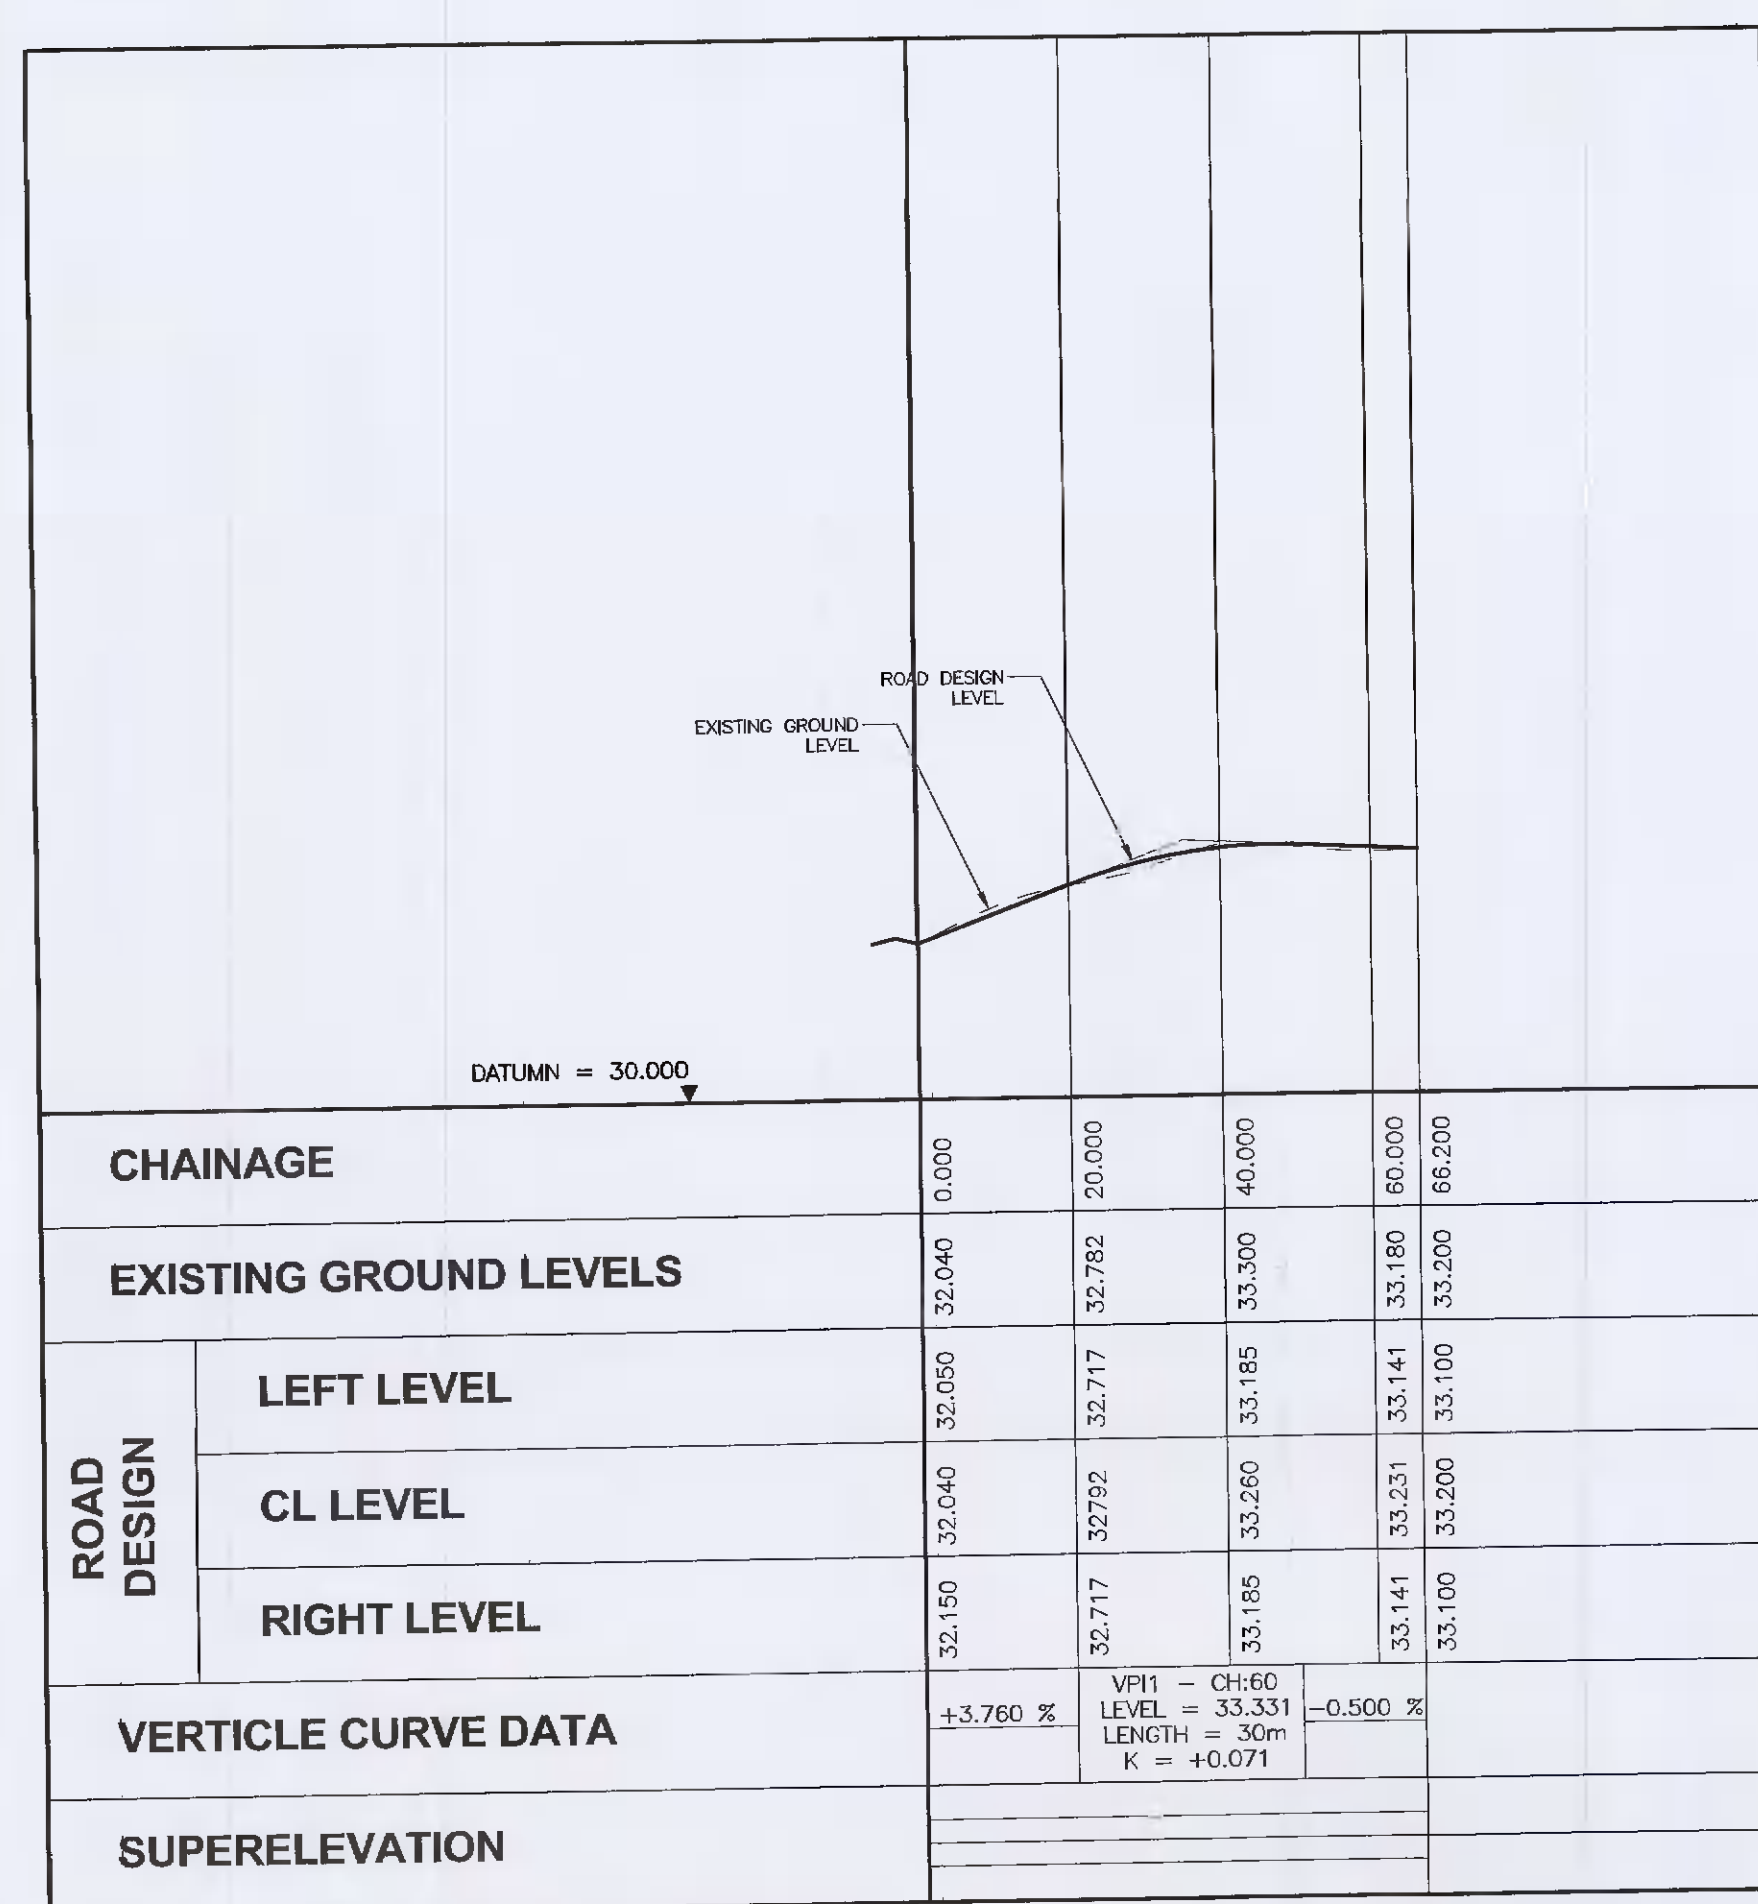 ROAD DESIGN
LEVEL
EXISTING GROUND
LEVEL
DATUMN = 30.000
CHAINAGE 0.000 20.000 40.000 60.000 66.200
EXISTING GROUND LEVELS 32.040 32.782 33.300 33.180 33.200
ROAD
DESIGN
LEFT LEVEL 32.050 32.717 33.185 33.141 33.100
CL LEVEL 32.040 32792 33.260 33.231 33.200
RIGHT LEVEL 32.150 32.717 33.185 33.141 33.100
VERTICLE CURVE DATA
+3.760 %
VPI1 - CH:60
LEVEL = 33.331
LENGTH = 30m
K = +0.071
-0.500 %
SUPERELEVATION